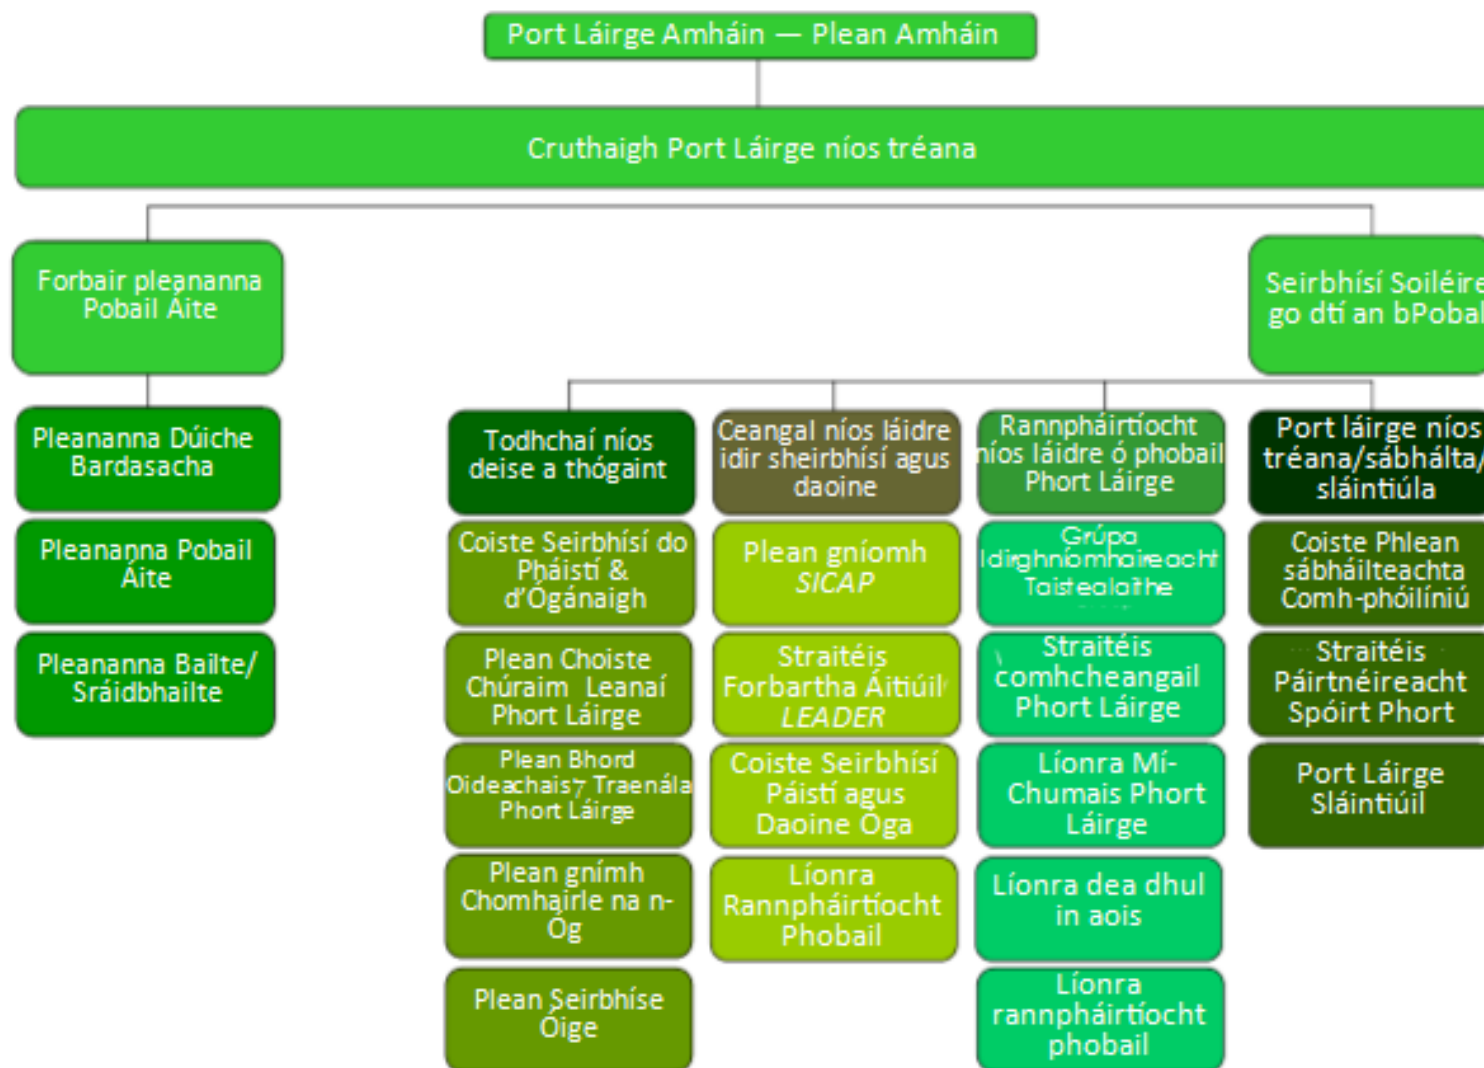 Port Láirge Amháin — Plean Amháin
Cruthaigh Port Láirge níos tréana
Forbair pleananna
Pobail Áite
Seirbhísí Soiléire
go dtí an bPobal
Pleananna Dúiche
Bardasacha
Pleananna Pobail
Áite
Pleananna Bailte/
Sráidbhailte
Todhchaí níos
deise a thógaint
Coiste Seirbhísí do
Pháistí &
d'Ógánaigh
Plean Choiste
Chúraim Leanaí
Phort Láirge
Plean Bhord
Oideachais⁊ Traenála
Phort Láirge
Plean gnímh
Chomhairle na n-
Óg
Plean Seirbhíse
Óige
Ceangal níos láidre
idir sheirbhísí agus
daoine
Plean gníomh
SICAP
Straitéis
Forbartha Áitiúil/
LEADER
Coiste Seirbhísí
Páistí agus
Daoine Óga
Líonra
Rannpháirtíocht
Phobail
Rannpháirtíocht
níos láidre ó phobail
Phort Láirge
Grúpa
Idirghníomhaireacht
Taistealaithe
Straitéis
comhcheangail
Phort Láirge
Líonra Mí-
Chumais Phort
Láirge
Líonra dea dhul
in aois
Líonra
rannpháirtíocht
phobail
Port láirge níos
tréana/sábhálta/
sláintiúla
Coiste Phlean
sábháilteachta
Comh-phóilíniú
Straitéis
Páirtnéireacht
Spóirt Phort
Port Láirge
Sláintiúil